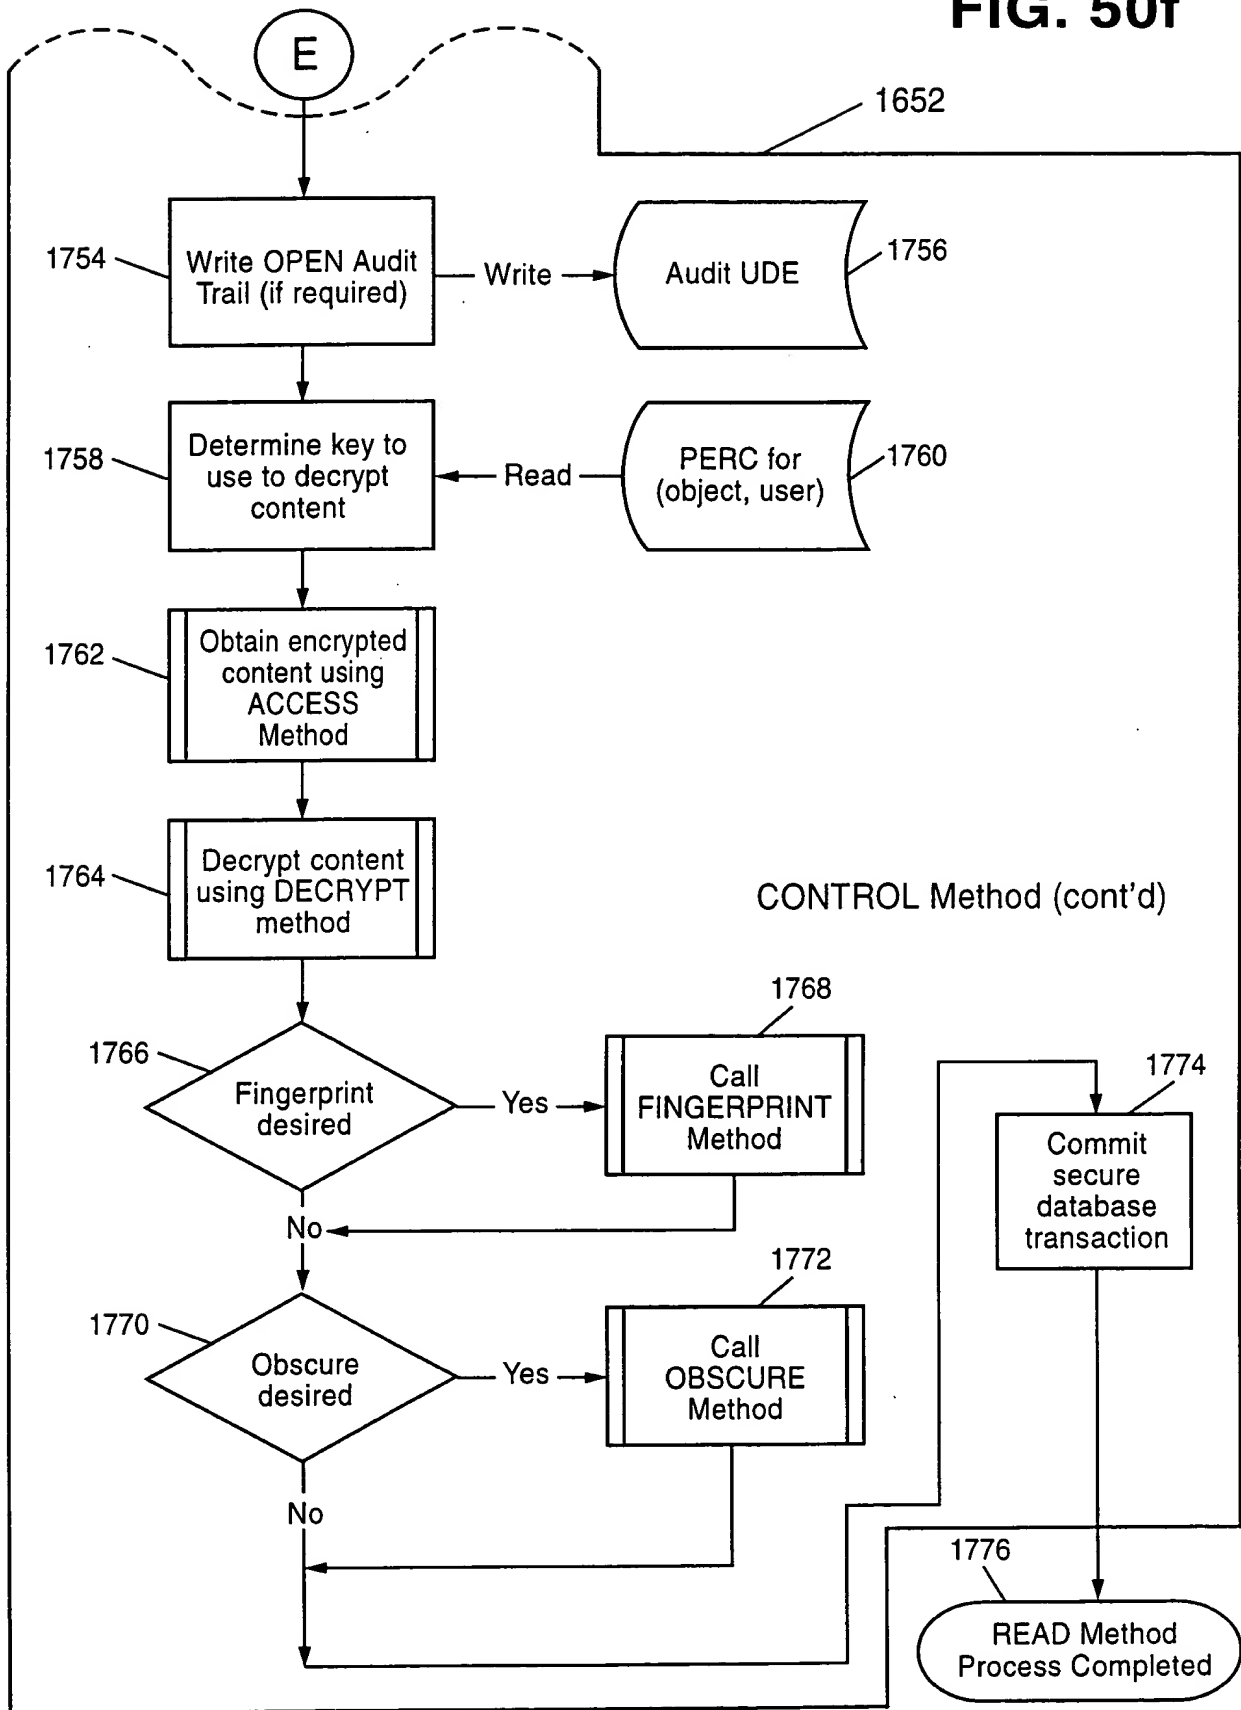 FIG. 50f
E
1652
1754
Write OPEN Audit
Trail (if required)
Write
Audit UDE
1756
1758
Determine key to
use to decrypt
content
Read
PERC for
(object, user)
1760
1762
Obtain encrypted
content using
ACCESS
Method
1764
Decrypt content
using DECRYPT
method
CONTROL Method (cont'd)
1766
Fingerprint
desired
Yes
1768
Call
FINGERPRINT
Method
No
1770
Obscure
desired
Yes
1772
Call
OBSCURE
Method
No
1774
Commit
secure
database
transaction
1776
READ Method
Process Completed